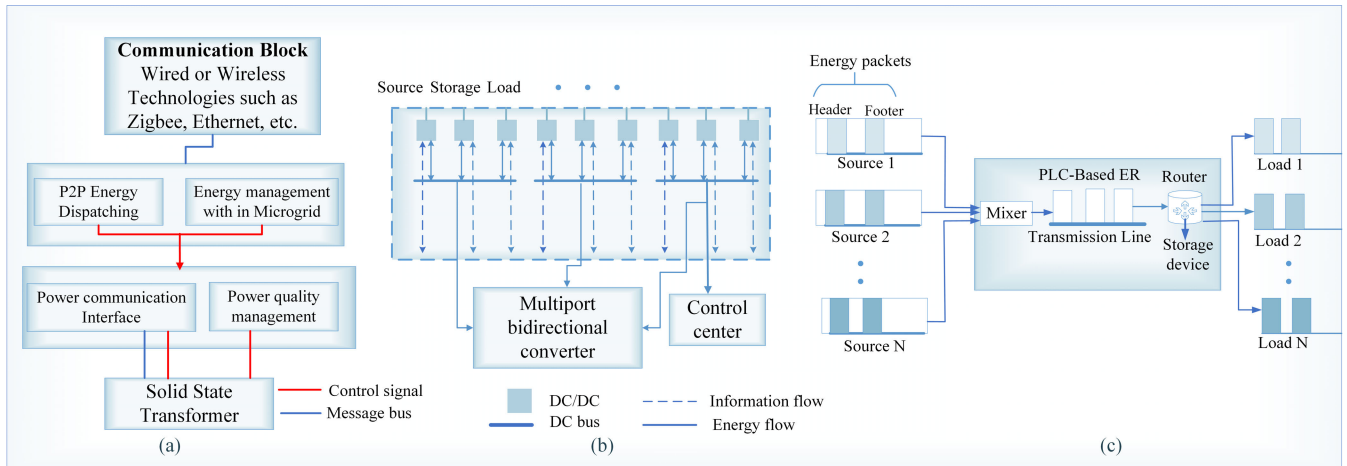 Communication Block
Wired or Wireless
Technologies such as
Zigbee, Ethernet, etc.
P2P Energy
Dispatching
Energy management
with in Microgrid
Power communication
Interface
Power quality
management
Solid State
Transformer
Control signal
Message bus
(a)
Source Storage Load
Multiport
bidirectional
converter
Control
center
DC/DC
DC bus
Information flow
Energy flow
(b)
Energy packets
Header
Footer
Source 1
Source 2
Source N
Mixer
PLC-Based ER
Transmission Line
Router
Storage
device
Load 1
Load 2
Load N
(c)